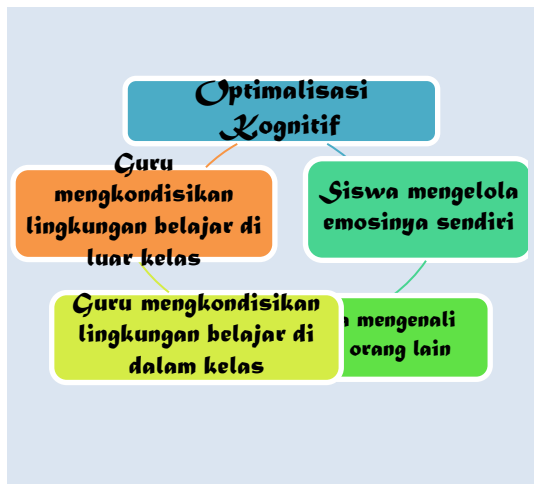 Optimalisasi
Kognitif
Guru
mengkondisikan
lingkungan belajar di
luar kelas
Siswa mengelola
emosinya sendiri
Guru mengkondisikan
lingkungan belajar di
dalam kelas
mengenali
orang lain